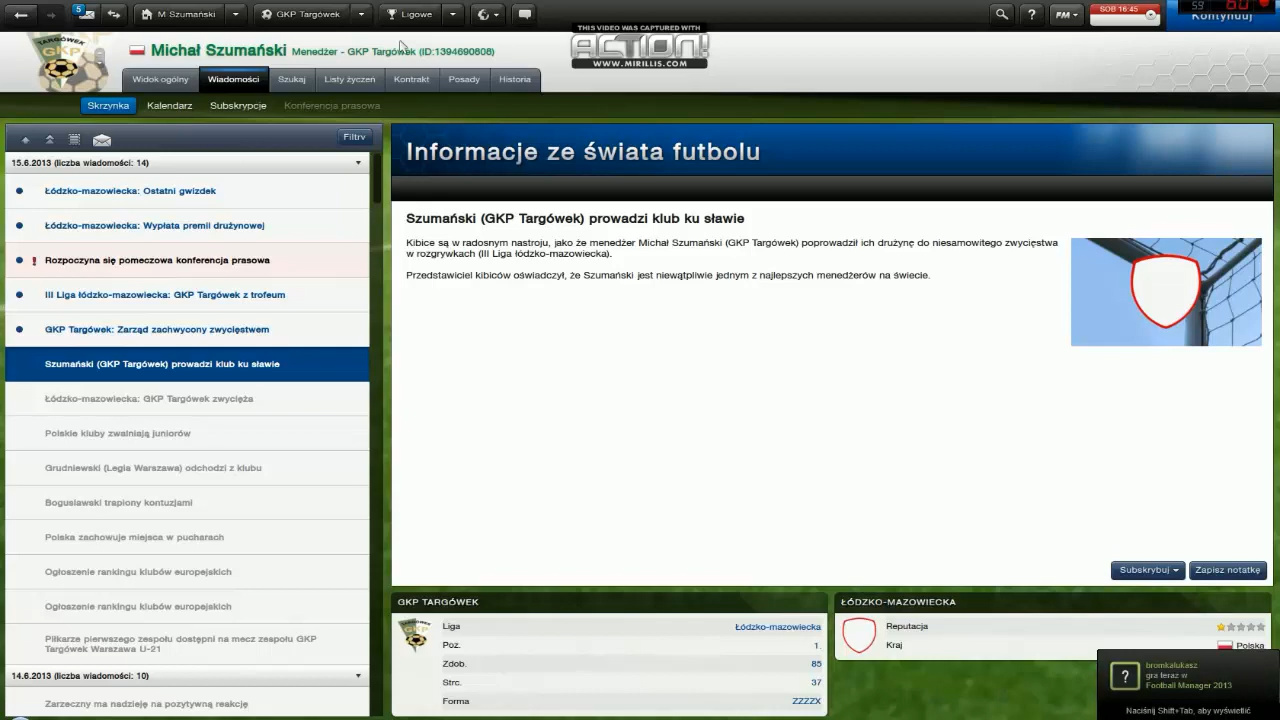 5
M Szumański
GKP Targówek
Ligowe
FM
SOB 16:45
59
60
Kontynuuj
THIS VIDEO WAS CAPTURED WITH
ACTION!
WWW.MIRILLIS.COM
TARGÓWEK
GKP
Michał Szumański Menedżer - GKP Targówek (ID:1394690606)
Widok ogólny
Wiadomości
Szukaj
Listy życzeń
Kontrakt
Posady
Historia
Skrzynka
Kalendarz
Subskrypcje
Konferencja prasowa
Filtry
15.6.2013 (liczba wiadomości: 14)
Łódzko-mazowiecka: Ostatni gwizdek
Łódzko-mazowiecka: Wypłata premii drużynowej
Rozpoczyna się pomeczowa konferencja prasowa
III Liga łódzko-mazowiecka: GKP Targówek z trofeum
GKP Targówek: Zarząd zachwycony zwycięstwem
Szumański (GKP Targówek) prowadzi klub ku sławie
Łódzko-mazowiecka: GKP Targówek zwycięża
Polskie kluby zwalniają juniorów
Grudniewski (Legia Warszawa) odchodzi z klubu
Bogusławski trapiony kontuzjami
Polska zachowuje miejsca w pucharach
Ogłoszenie rankingu klubów europejskich
Ogłoszenie rankingu klubów europejskich
Piłkarze pierwszego zespołu dostępni na mecz zespołu GKP
Targówek Warszawa U-21
14.6.2013 (liczba wiadomości: 10)
Zarzeczny ma nadzieję na pozytywną reakcję
Informacje ze świata futbolu
Szumański (GKP Targówek) prowadzi klub ku sławie
Kibice są w radosnym nastroju, jako że menedżer Michał Szumański (GKP Targówek) poprowadził ich drużynę do niesamowitego zwycięstwa
w rozgrywkach (III Liga łódzko-mazowiecka).
Przedstawiciel kibiców oświadczył, że Szumański jest niewątpliwie jednym z najlepszych menedżerów na świecie.
Subskrybuj
Zapisz notatkę
GKP TARGÓWEK
Liga Łódzko-mazowiecka
Poz. 1.
Zdob. 85
Strc. 37
Forma ZZZZX
ŁÓDZKO-MAZOWIECKA
Reputacja
Kraj Polska
bromkalukasz
gra teraz w
Football Manager 2013
Naciśnij Shift+Tab, aby wyświetlić